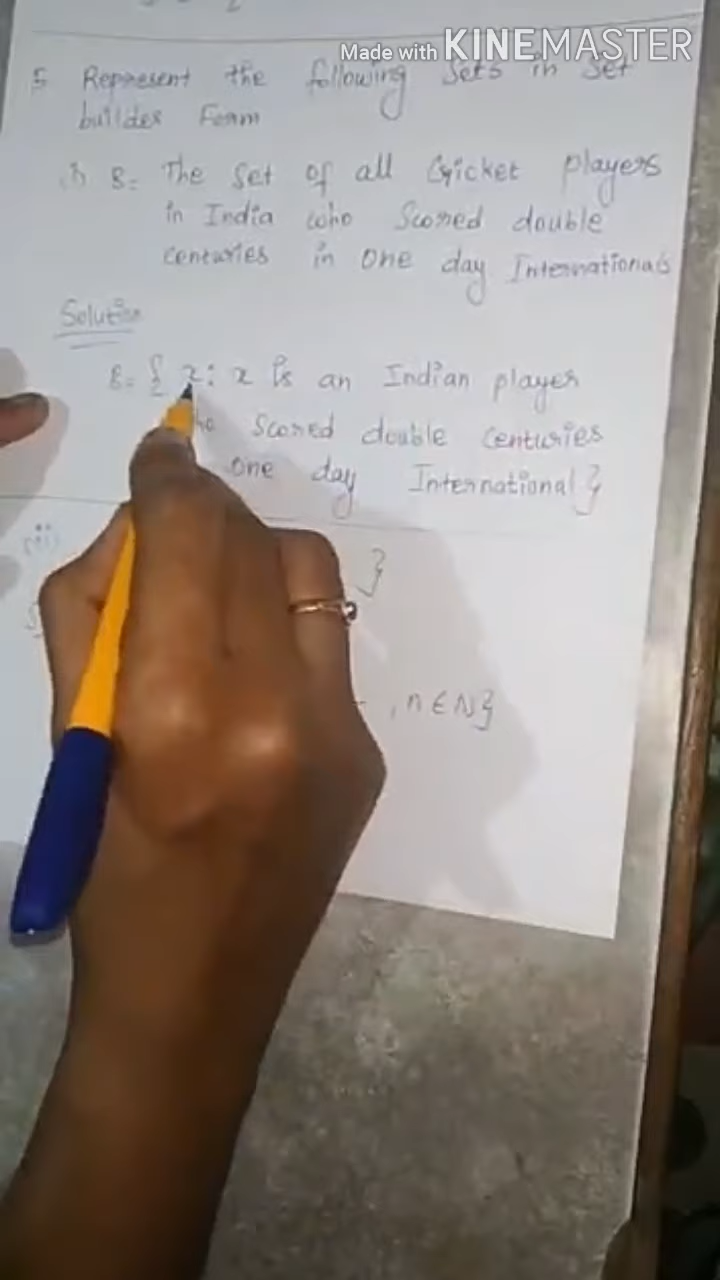 Made with KINEMASTER
5 Represent the following sets in set
builder Form
i) B= The set of all Cricket players
in India who Scored double
centuries in one day Internationals
Solution
B= { x: x is an Indian player
Scored double centuries
one day International }
(ii) }
, n ∈ N}